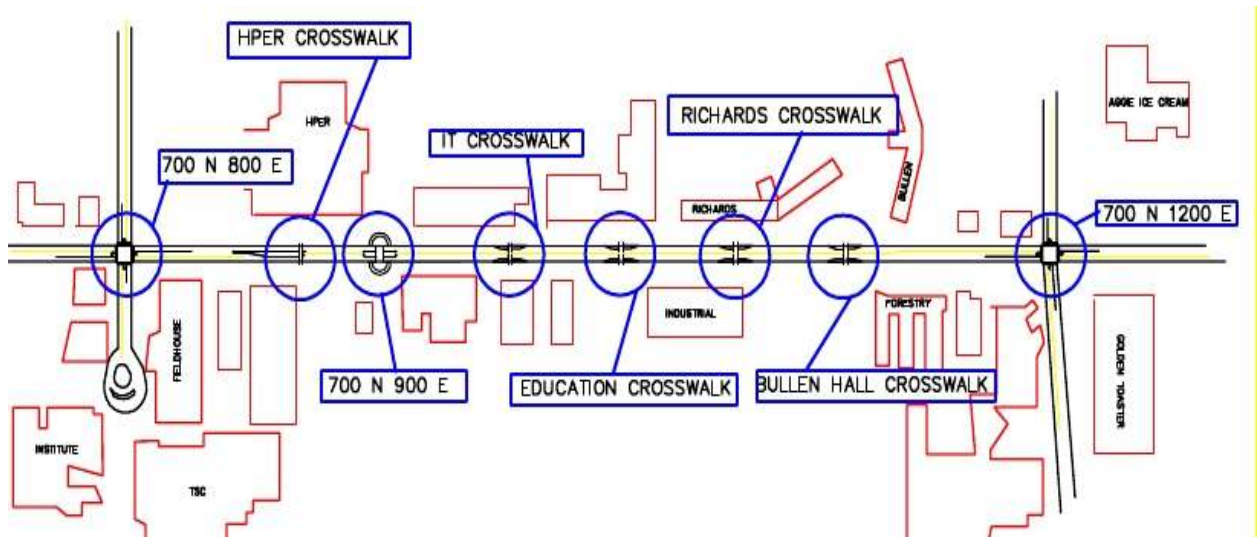 HPER CROSSWALK
AGGIE ICE CREAM
RICHARDS CROSSWALK
HPER
IT CROSSWALK
700 N 800 E
BULLEN
RICHARDS
700 N 1200 E
FORESTRY
INDUSTRIAL
FIELDHOUSE
GOLDEN TOASTER
700 N 900 E
EDUCATION CROSSWALK
BULLEN HALL CROSSWALK
INSTITUTE
TSC